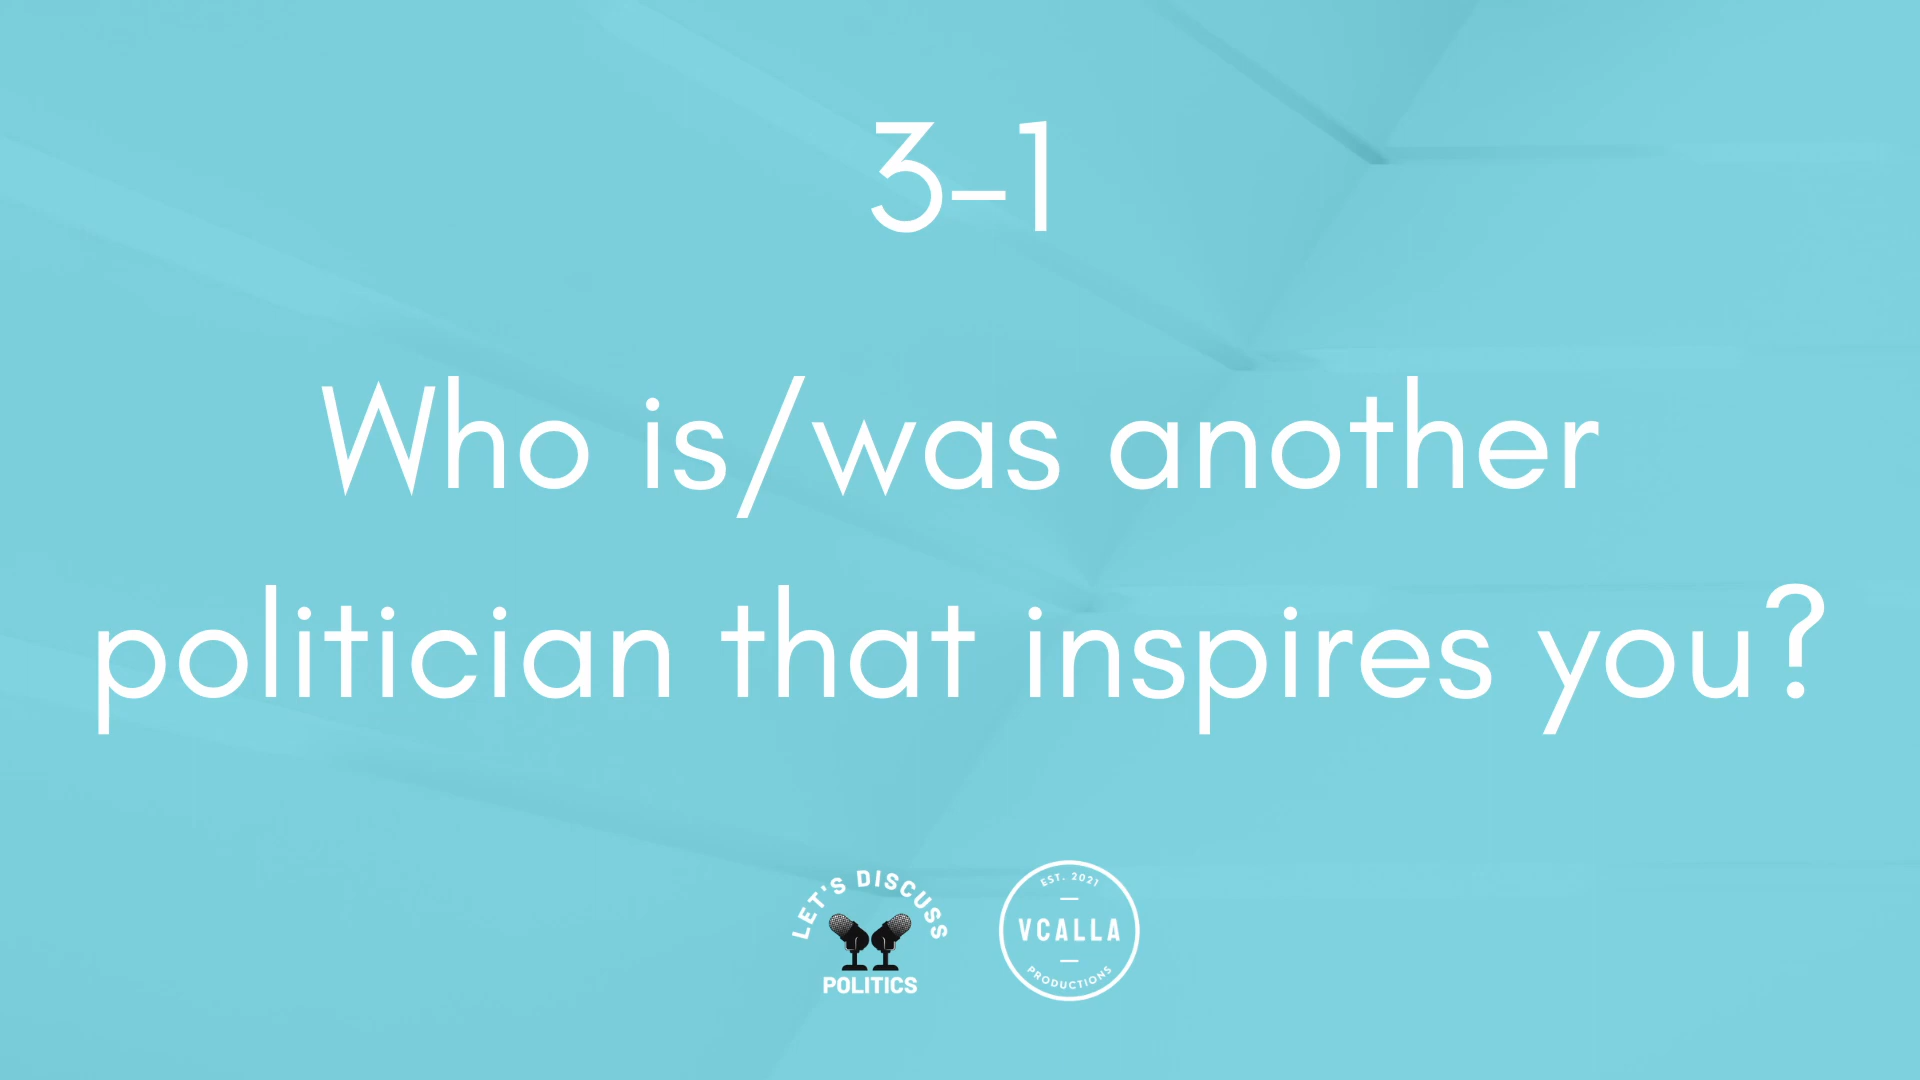 3–1
Who is/was another
politician that inspires you?
LET'S DISCUSS
POLITICS
EST. 2021
VCALLA
PRODUCTIONS